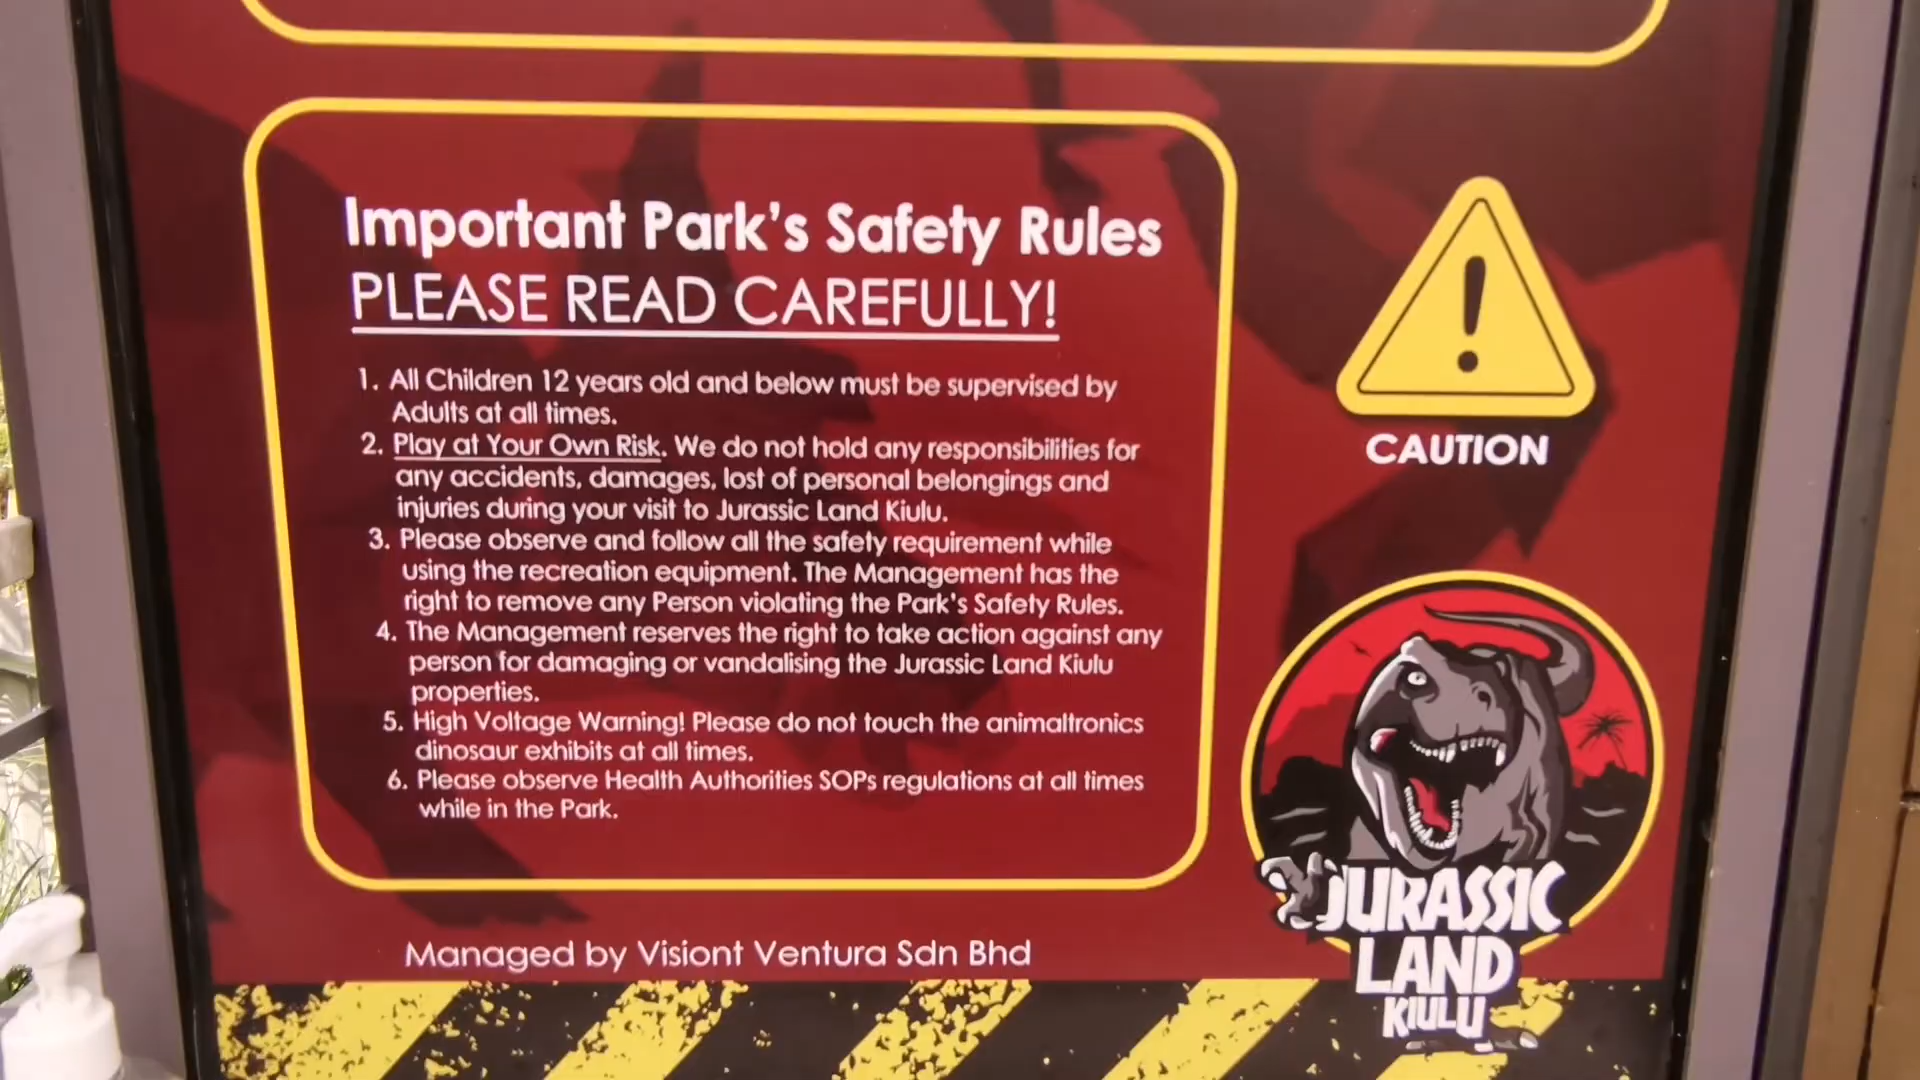 Important Park's Safety Rules
PLEASE READ CAREFULLY!
1. All Children 12 years old and below must be supervised by
Adults at all times.
2. Play at Your Own Risk. We do not hold any responsibilities for
any accidents, damages, lost of personal belongings and
injuries during your visit to Jurassic Land Kiulu.
3. Please observe and follow all the safety requirement while
using the recreation equipment. The Management has the
right to remove any Person violating the Park's Safety Rules.
4. The Management reserves the right to take action against any
person for damaging or vandalising the Jurassic Land Kiulu
properties.
5. High Voltage Warning! Please do not touch the animaltronics
dinosaur exhibits at all times.
6. Please observe Health Authorities SOPs regulations at all times
while in the Park.
Managed by Visiont Ventura Sdn Bhd
CAUTION
JURASSIC
LAND
KIULU